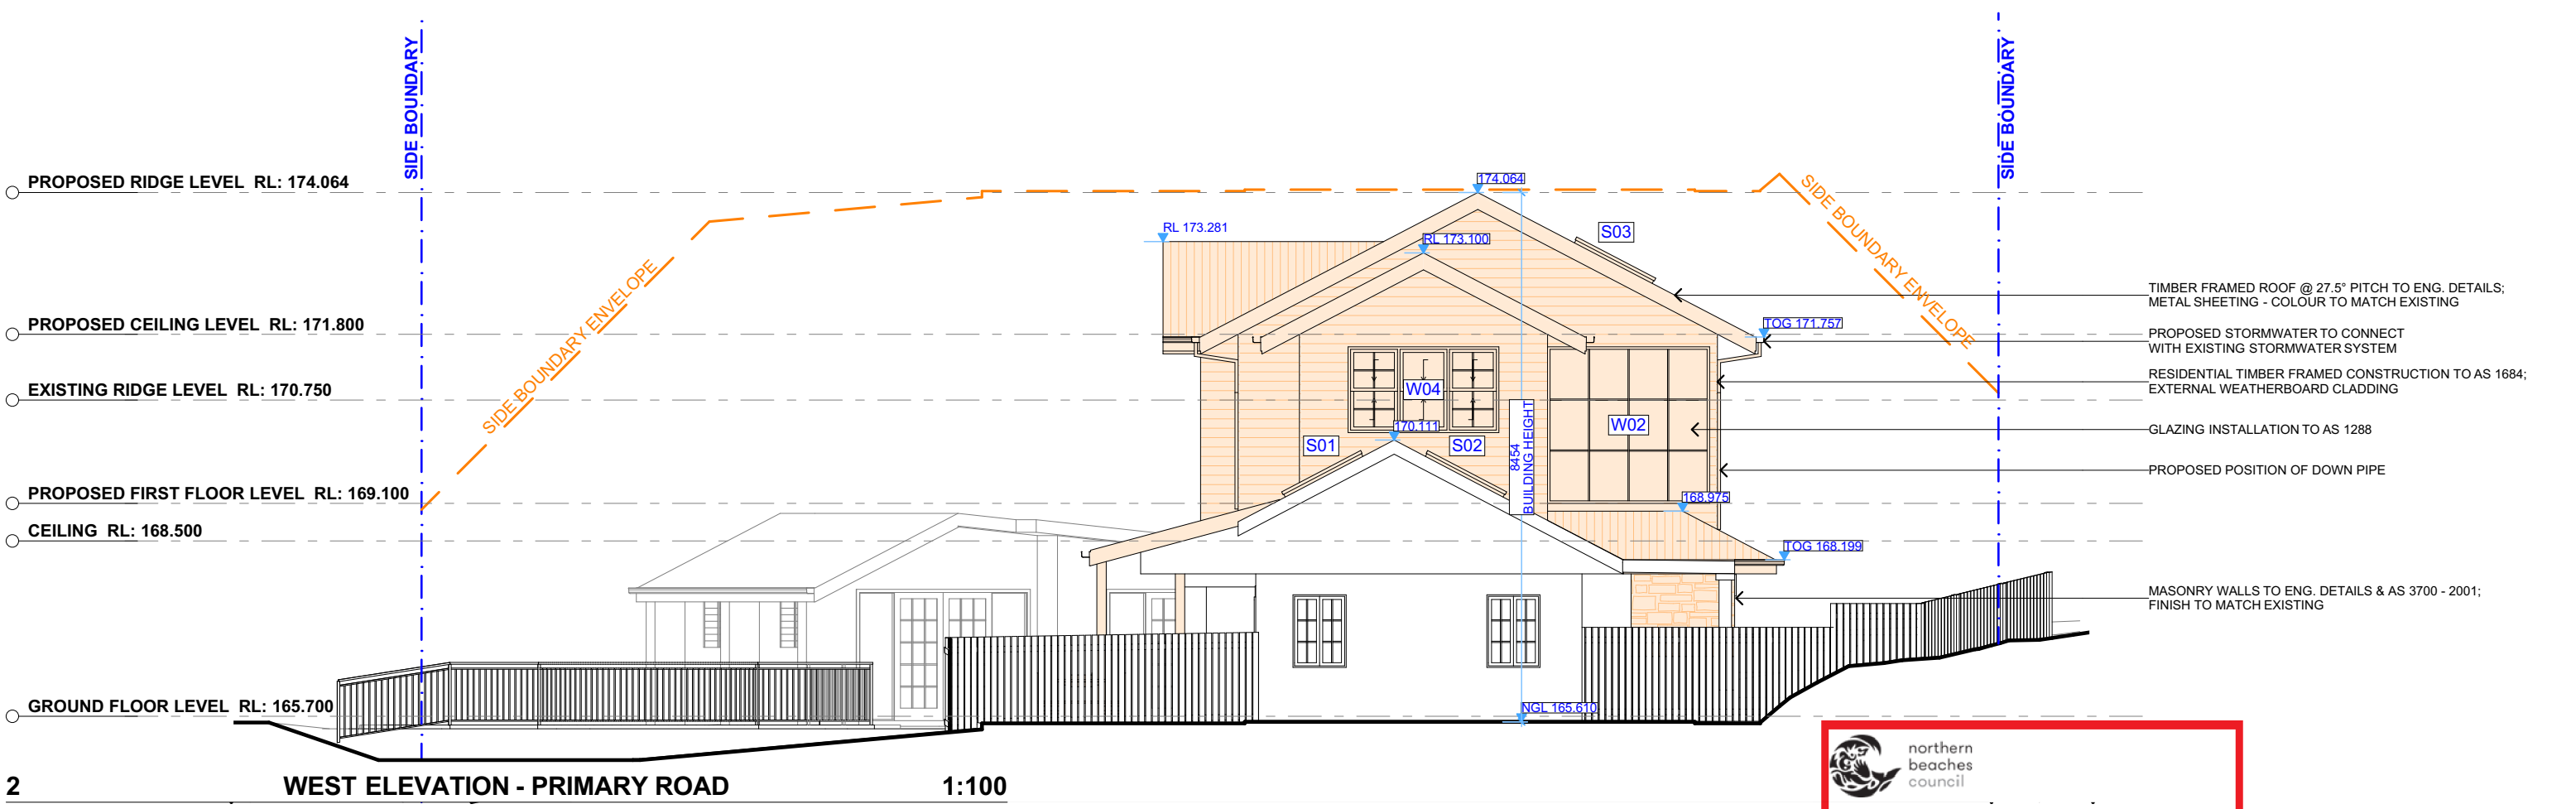 SIDE BOUNDARY
SIDE BOUNDARY
PROPOSED RIDGE LEVEL RL: 174.064
174.064
SIDE BOUNDARY ENVELOPE
RL 173.281
RL 173.100
S03
TIMBER FRAMED ROOF @ 27.5° PITCH TO ENG. DETAILS;
METAL SHEETING - COLOUR TO MATCH EXISTING
SIDE BOUNDARY ENVELOPE
PROPOSED CEILING LEVEL RL: 171.800
TOG 171.757
PROPOSED STORMWATER TO CONNECT
WITH EXISTING STORMWATER SYSTEM
EXISTING RIDGE LEVEL RL: 170.750
W04
RESIDENTIAL TIMBER FRAMED CONSTRUCTION TO AS 1684;
EXTERNAL WEATHERBOARD CLADDING
170.111
W02
GLAZING INSTALLATION TO AS 1288
S01
S02
8454
BUILDING HEIGHT
PROPOSED POSITION OF DOWN PIPE
PROPOSED FIRST FLOOR LEVEL RL: 169.100
168.975
CEILING RL: 168.500
TOG 168.199
MASONRY WALLS TO ENG. DETAILS & AS 3700 - 2001;
FINISH TO MATCH EXISTING
GROUND FLOOR LEVEL RL: 165.700
NGL 165.610
northern
beaches
council
2 WEST ELEVATION - PRIMARY ROAD 1:100